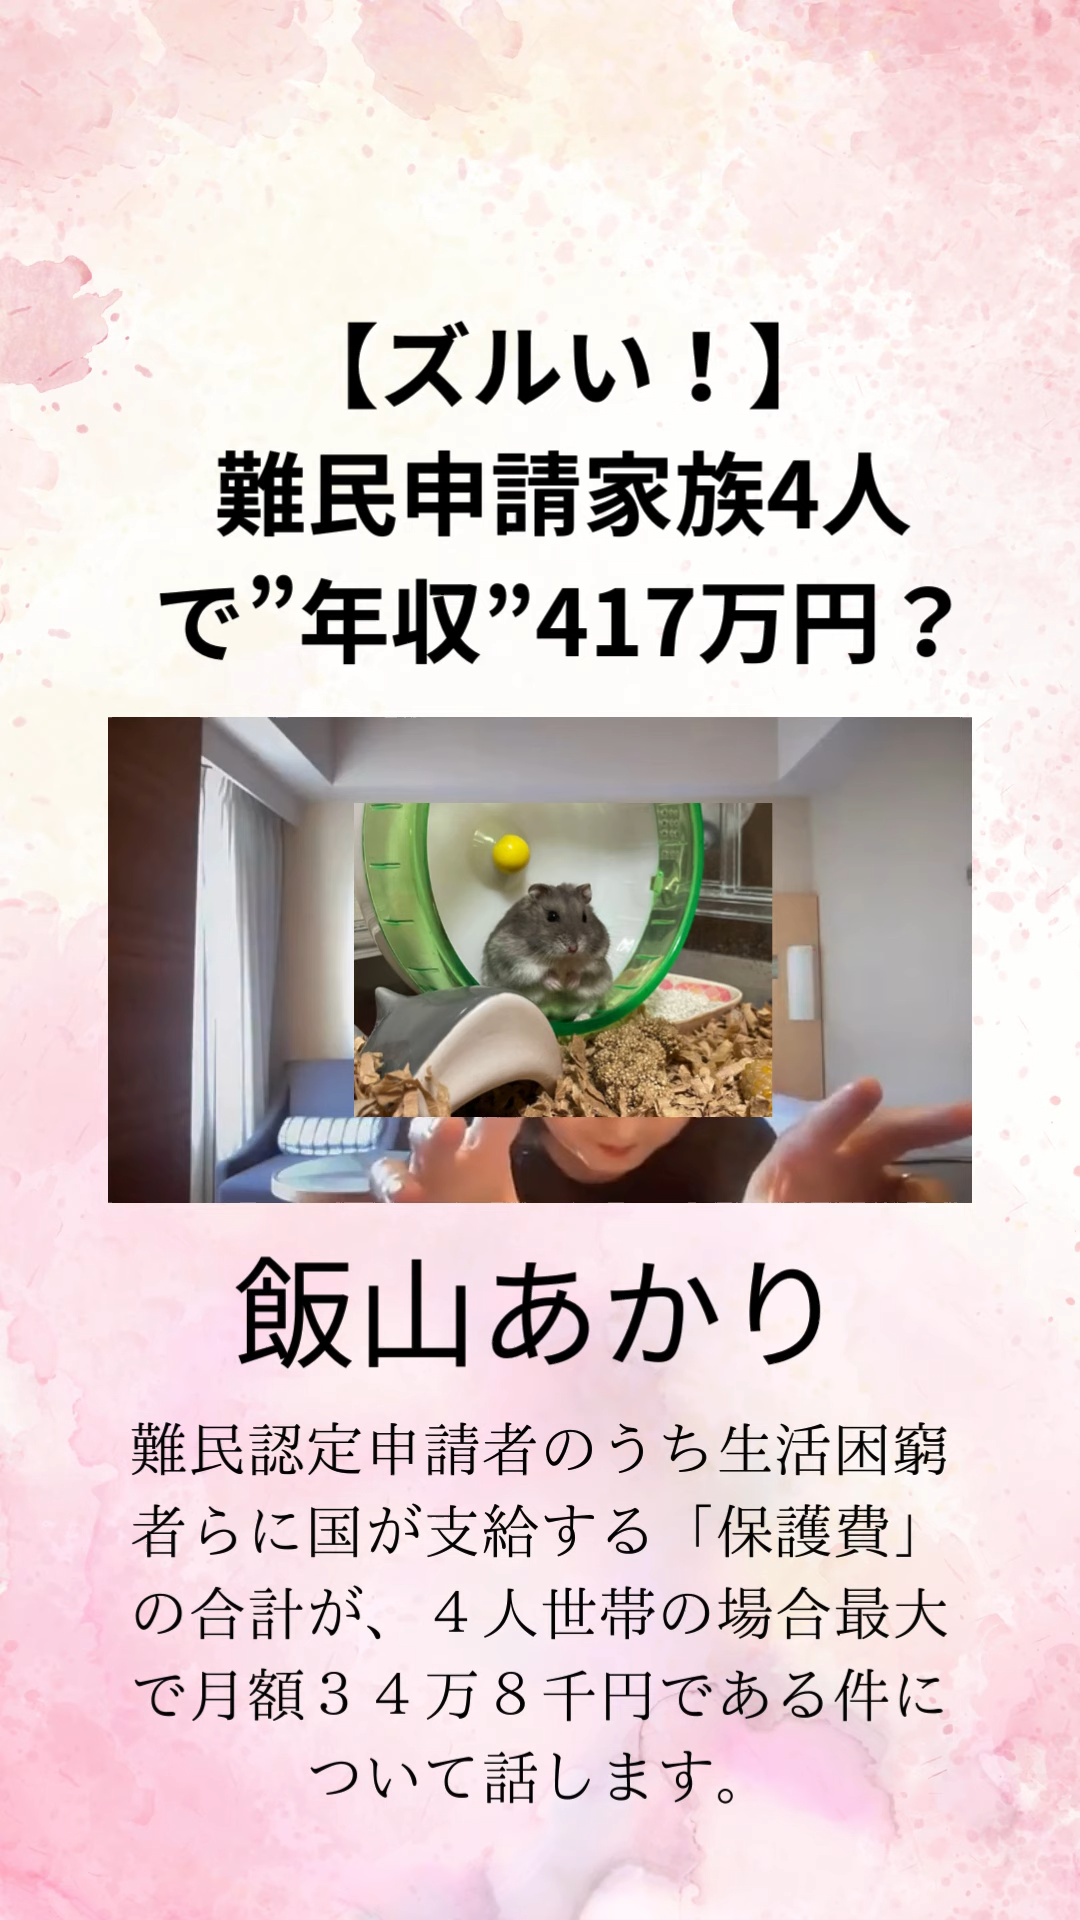 【ズルい！】
難民申請家族4人
で”年収”417万円？
飯山あかり
難民認定申請者のうち生活困窮
者らに国が支給する「保護費」
の合計が、４人世帯の場合最大
で月額３４万８千円である件に
ついて話します。